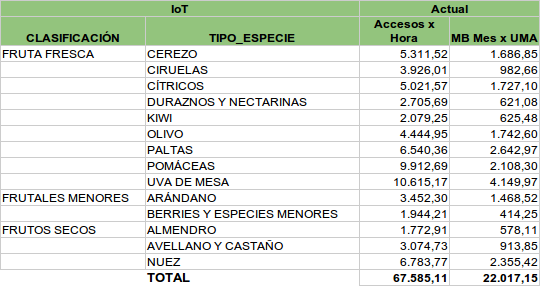 IoT Actual
CLASIFICACIÓN TIPO_ESPECIE Accesos x Hora MB Mes x UMA
FRUTA FRESCA CEREZO 5.311,52 1.686,85
CIRUELAS 3.926,01 982,66
CÍTRICOS 5.021,57 1.727,10
DURAZNOS Y NECTARINAS 2.705,69 621,08
KIWI 2.079,25 625,48
OLIVO 4.444,95 1.742,60
PALTAS 6.540,36 2.642,97
POMÁCEAS 9.912,69 2.108,30
UVA DE MESA 10.615,17 4.149,97
FRUTALES MENORES ARÁNDANO 3.452,30 1.468,52
BERRIES Y ESPECIES MENORES 1.944,21 414,25
FRUTOS SECOS ALMENDRO 1.772,91 578,11
AVELLANO Y CASTAÑO 3.074,73 913,85
NUEZ 6.783,77 2.355,42
TOTAL 67.585,11 22.017,15